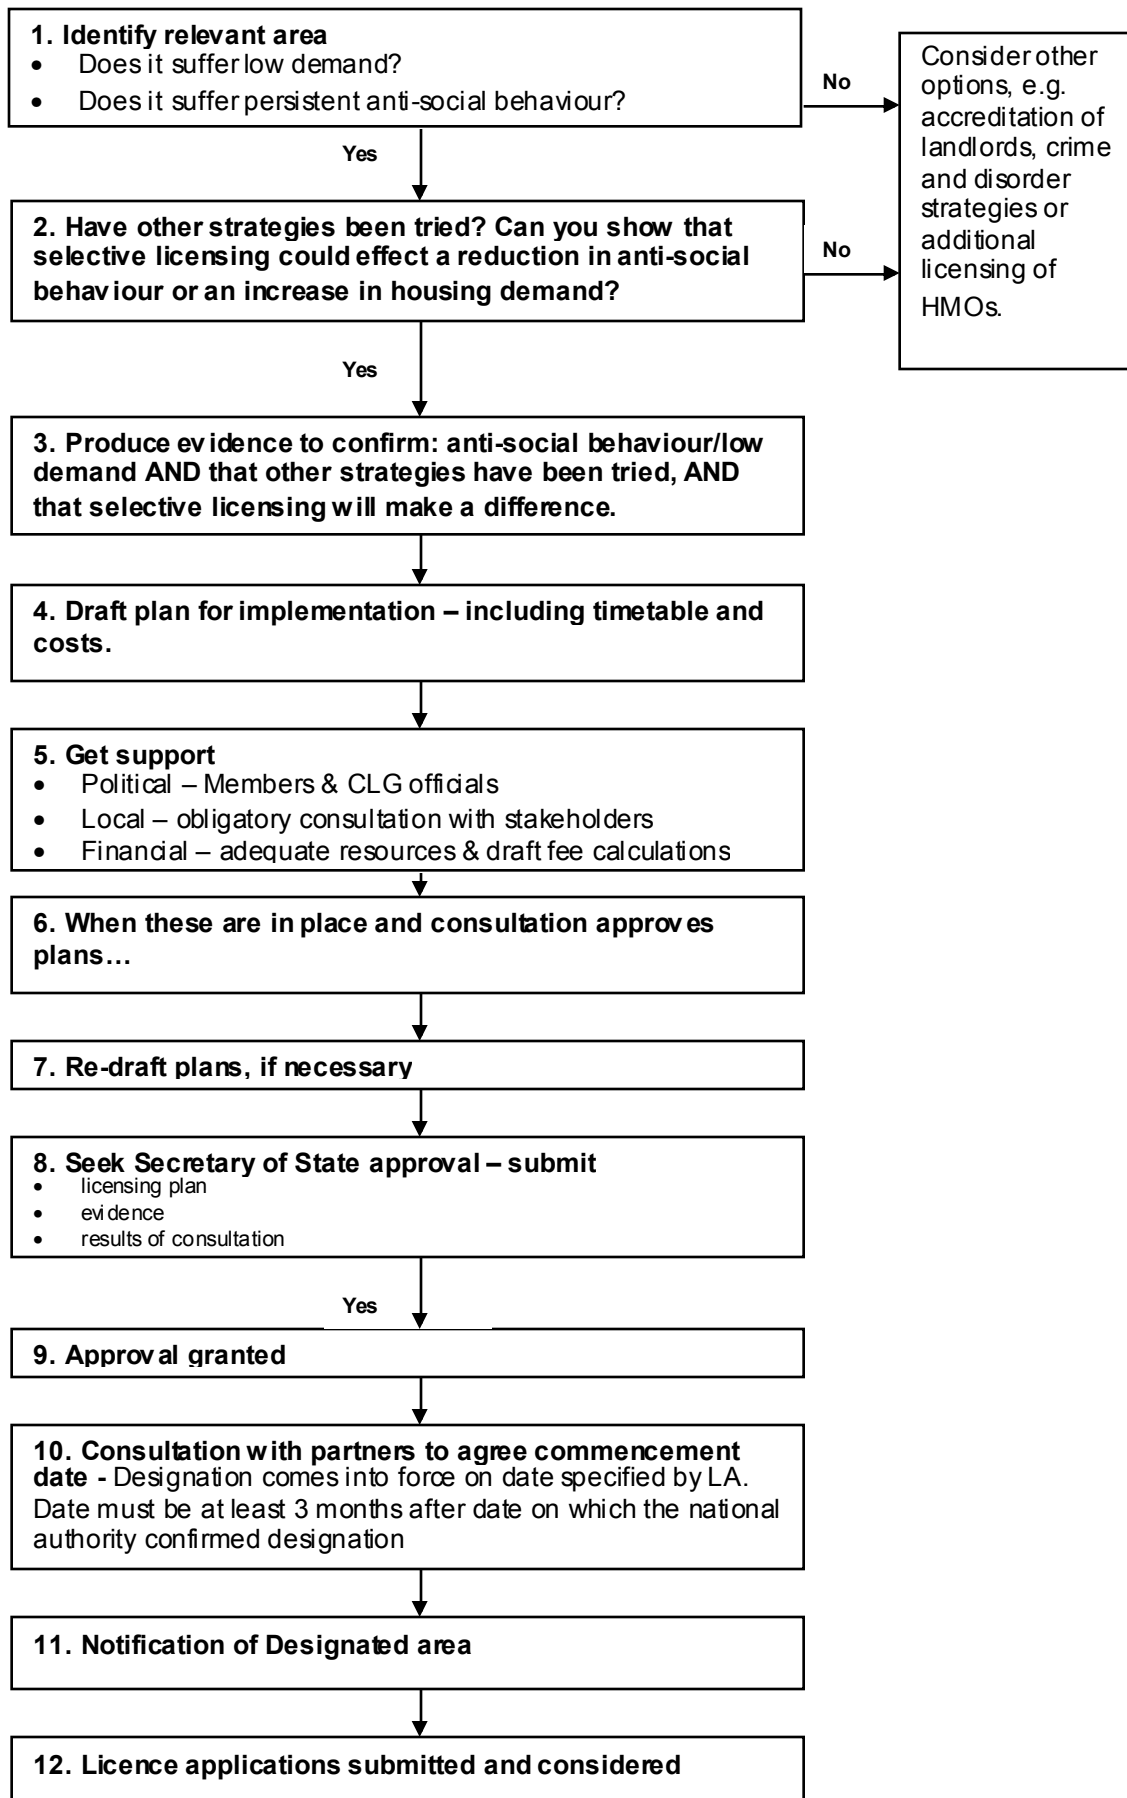 1. Identify relevant area
• Does it suffer low demand?
• Does it suffer persistent anti-social behaviour?
No
Consider other
options, e.g.
accreditation of
landlords, crime
and disorder
strategies or
additional
licensing of
HMOs.
Yes
2. Have other strategies been tried? Can you show that
selective licensing could effect a reduction in anti-social
behaviour or an increase in housing demand?
No
Yes
3. Produce evidence to confirm: anti-social behaviour/low
demand AND that other strategies have been tried, AND
that selective licensing will make a difference.
4. Draft plan for implementation – including timetable and
costs.
5. Get support
• Political – Members & CLG officials
• Local – obligatory consultation with stakeholders
• Financial – adequate resources & draft fee calculations
6. When these are in place and consultation approves
plans…
7. Re-draft plans, if necessary
8. Seek Secretary of State approval – submit
• licensing plan
• evidence
• results of consultation
Yes
9. Approval granted
10. Consultation with partners to agree commencement
date - Designation comes into force on date specified by LA.
Date must be at least 3 months after date on which the national
authority confirmed designation
11. Notification of Designated area
12. Licence applications submitted and considered